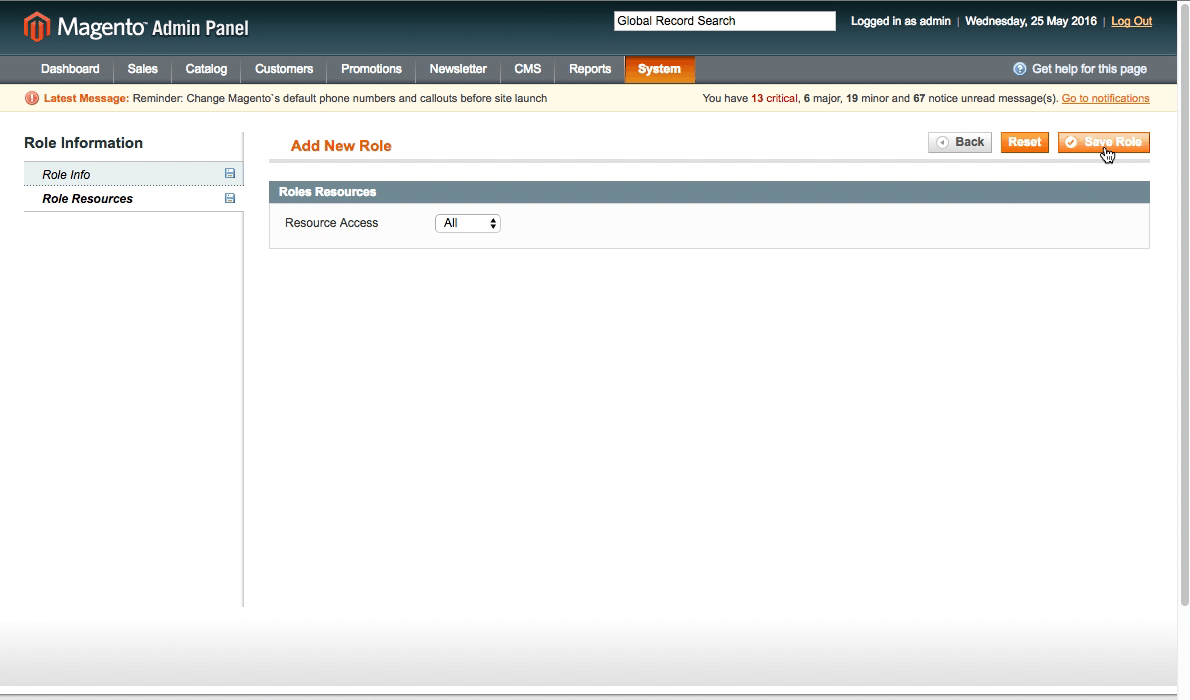 Magento™ Admin Panel
Global Record Search
Logged in as admin | Wednesday, 25 May 2016 | Log Out
Dashboard Sales Catalog Customers Promotions Newsletter CMS Reports System Get help for this page
Latest Message: Reminder: Change Magento`s default phone numbers and callouts before site launch
You have 13 critical, 6 major, 19 minor and 67 notice unread message(s). Go to notifications
Role Information
Role Info
Role Resources
Add New Role
Back Reset Save Role
Roles Resources
Resource Access All